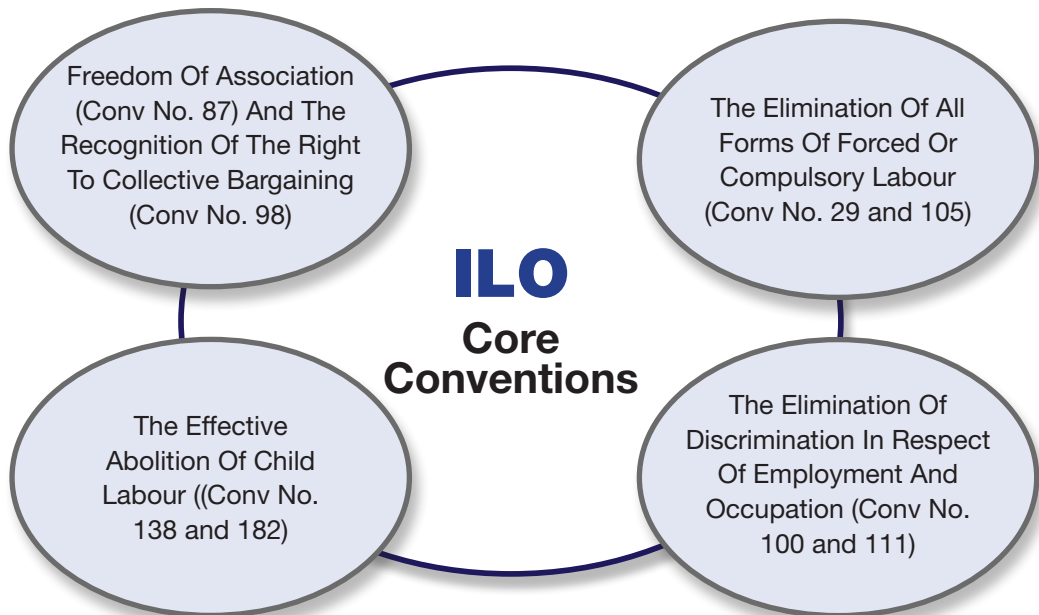 Freedom Of Association
(Conv No. 87) And The
Recognition Of The Right
To Collective Bargaining
(Conv No. 98)
The Elimination Of All
Forms Of Forced Or
Compulsory Labour
(Conv No. 29 and 105)
ILO
Core
Conventions
The Effective
Abolition Of Child
Labour ((Conv No.
138 and 182)
The Elimination Of
Discrimination In Respect
Of Employment And
Occupation (Conv No.
100 and 111)